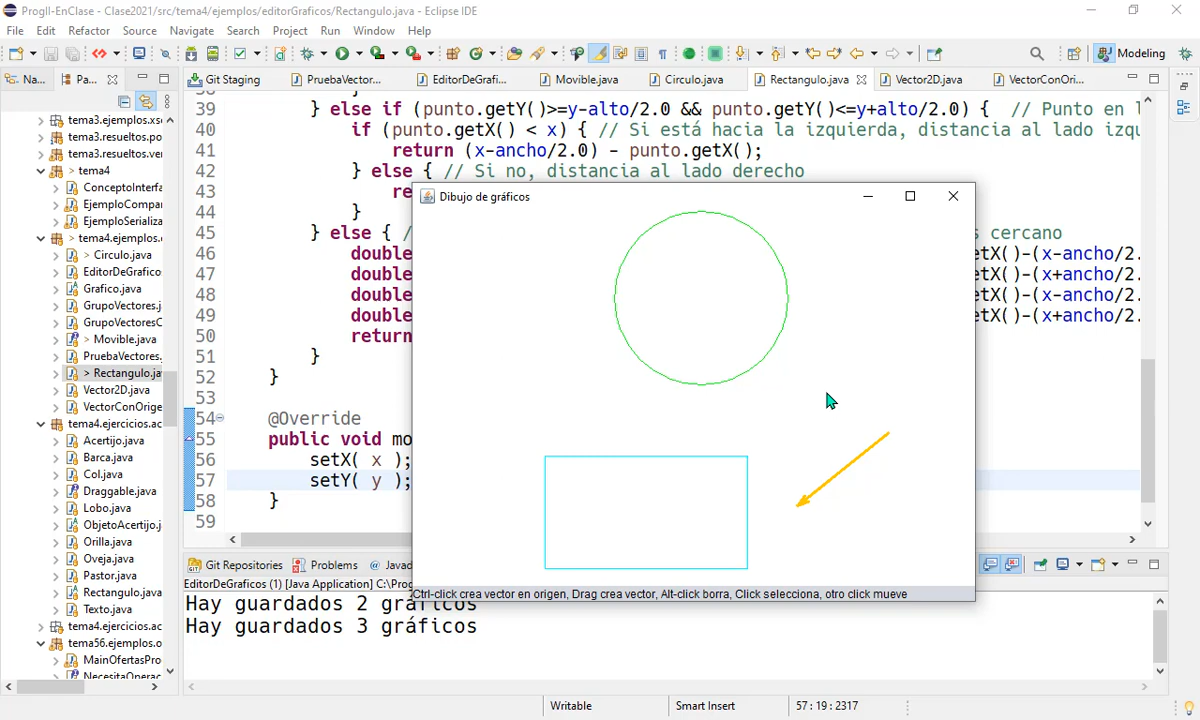 ProgII-EnClase - Clase2021/src/tema4/ejemplos/editorGraficos/Rectangulo.java - Eclipse IDE
File Edit Refactor Source Navigate Search Project Run Window Help
Modeling
Na... Pa...
Git Staging PruebaVector... EditorDeGrafi... Movible.java Circulo.java Rectangulo.java Vector2D.java VectorConOri...
tema3.ejemplos.xse
tema3.resueltos.po
tema3.resueltos.ver
> tema4
ConceptoInterfa
EjemploCompar
EjemploSerializa
> tema4.ejemplos.
> Circulo.java
EditorDeGrafico
Grafico.java
GrupoVectores.j
GrupoVectoresC
> Movible.java
PruebaVectores.
> Rectangulo.ja
Vector2D.java
VectorConOrige
tema4.ejercicios.ac
Acertijo.java
Barca.java
Col.java
Draggable.java
Lobo.java
ObjetoAcertijo.j
Orilla.java
Oveja.java
Pastor.java
Rectangulo.java
Texto.java
tema4.ejercicios.ac
tema56.ejemplos.o
MainOfertasPro
NecesitaOperac
39 } else if (punto.getY()>=y-alto/2.0 && punto.getY()<=y+alto/2.0) { // Punto en l
40 if (punto.getX() < x) { // Si está hacia la izquierda, distancia al lado izqu
41 return (x-ancho/2.0) - punto.getX();
42 } else { // Si no, distancia al lado derecho
43 re
44 }
45 } else { / s cercano
46 double etX()-(x-ancho/2.
47 double etX()-(x+ancho/2.
48 double etX()-(x-ancho/2.
49 double etX()-(x+ancho/2.
50 return
51 }
52 }
53
54 @Override
55 public void mo
56 setX( x );
57 setY( y );
58 }
59
Dibujo de gráficos
Ctrl-click crea vector en origen, Drag crea vector, Alt-click borra, Click selecciona, otro click mueve
Git Repositories Problems @ Javad
EditorDeGraficos (1) [Java Application] C:\Prog
Hay guardados 2 gráficos
Hay guardados 3 gráficos
Writable Smart Insert 57 : 19 : 2317